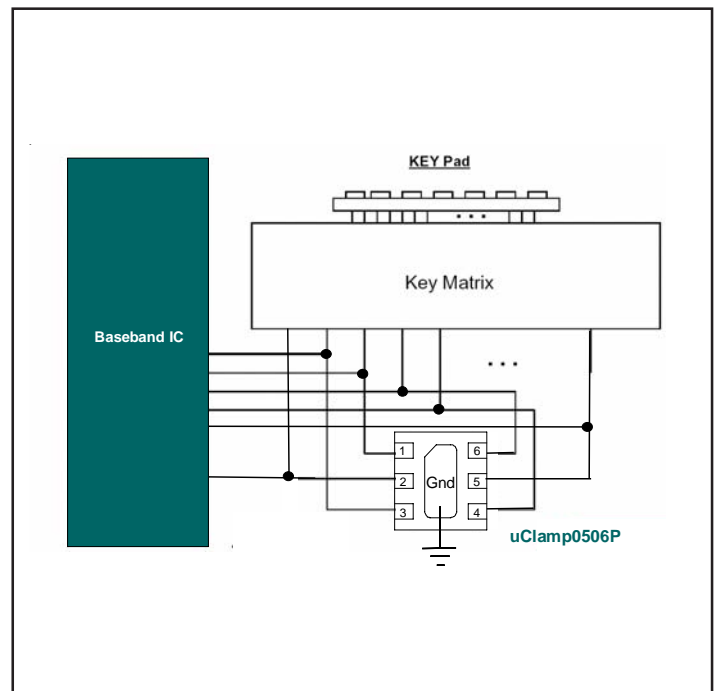 KEY Pad
...
Key Matrix
Baseband IC
...
1
6
2
Gnd
5
3
4
uClamp0506P